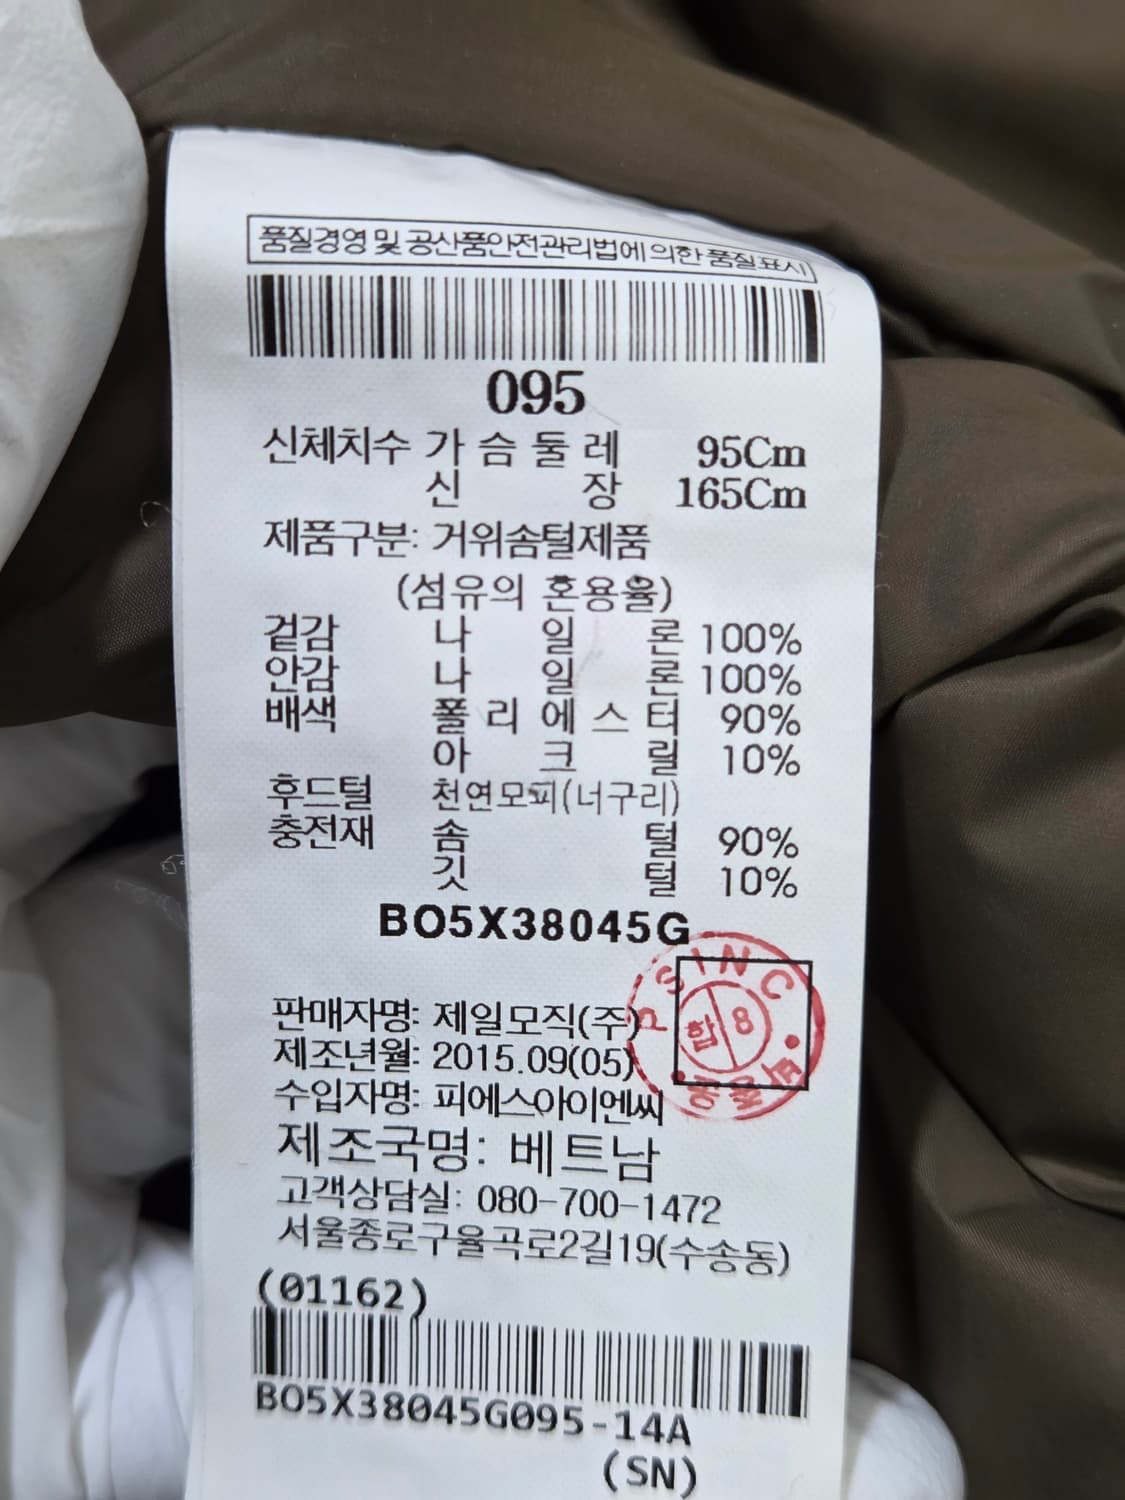 품질경영 및 공산품안전관리법에 의한 품질표시
095
신체치수 가슴둘레 95Cm
신장 165Cm
제품구분: 거위솜털제품
(섬유의 혼용율)
겉감 나일론 100%
안감 나일론 100%
배색 폴리에스터 90%
아크릴 10%
후드털 천연모피(너구리)
충전재 솜털 90%
깃털 10%
BO5X38045G
PSINC
합 8
판매자명: 제일모직(주)
제조년월: 2015.09(05)
수입자명: 피에스아이엔씨
제조국명: 베트남
고객상담실: 080-700-1472
서울종로구율곡로2길19(수송동)
(01162)
BO5X38045G095-14A
(SN)